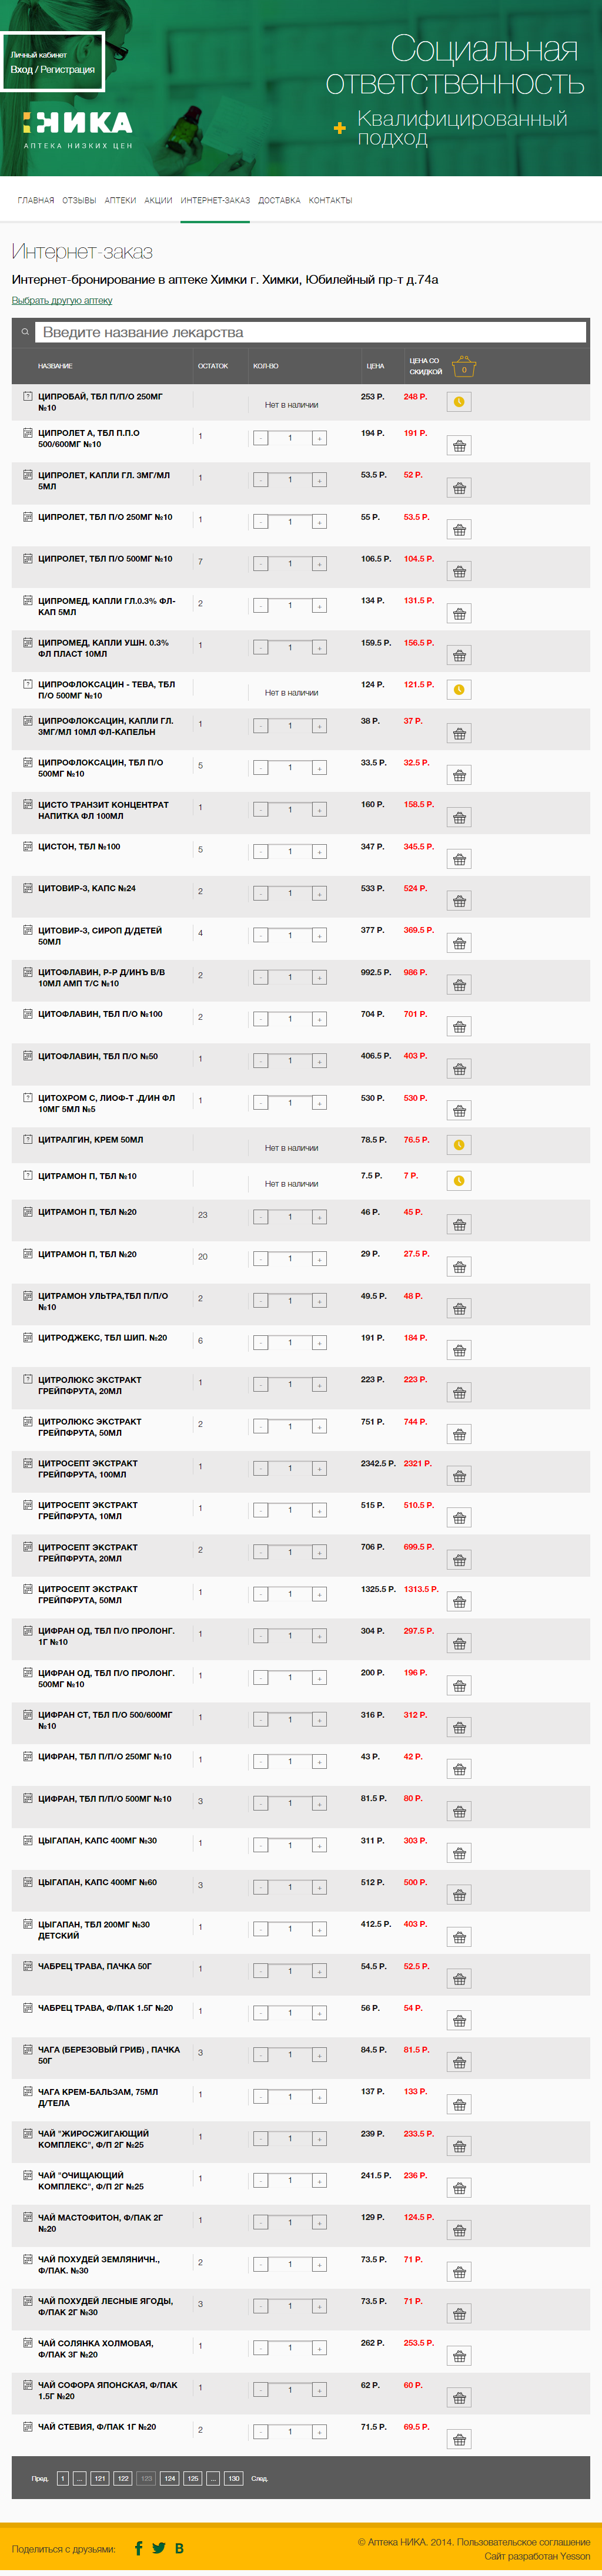 Личный кабинет
Вход / Регистрация
НИКА
АПТЕКА НИЗКИХ ЦЕН
Социальная
ответственность
+ Квалифицированный
подход
ГЛАВНАЯ ОТЗЫВЫ АПТЕКИ АКЦИИ ИНТЕРНЕТ-ЗАКАЗ ДОСТАВКА КОНТАКТЫ
Интернет-заказ
Интернет-бронирование в аптеке Химки г. Химки, Юбилейный пр-т д.74а
Выбрать другую аптеку
Введите название лекарства
НАЗВАНИЕ ОСТАТОК КОЛ-ВО ЦЕНА ЦЕНА СО
СКИДКОЙ 0
ЦИПРОБАЙ, ТБЛ П/П/О 250МГ
№10 Нет в наличии 253 Р. 248 Р.
ЦИПРОЛЕТ А, ТБЛ П.П.О
500/600МГ №10 1 - 1 + 194 Р. 191 Р.
ЦИПРОЛЕТ, КАПЛИ ГЛ. 3МГ/МЛ
5МЛ 1 - 1 + 53.5 Р. 52 Р.
ЦИПРОЛЕТ, ТБЛ П/О 250МГ №10 1 - 1 + 55 Р. 53.5 Р.
ЦИПРОЛЕТ, ТБЛ П/О 500МГ №10 7 - 1 + 106.5 Р. 104.5 Р.
ЦИПРОМЕД, КАПЛИ ГЛ.0.3% ФЛ-
КАП 5МЛ 2 - 1 + 134 Р. 131.5 Р.
ЦИПРОМЕД, КАПЛИ УШН. 0.3%
ФЛ ПЛАСТ 10МЛ 1 - 1 + 159.5 Р. 156.5 Р.
ЦИПРОФЛОКСАЦИН - ТЕВА, ТБЛ
П/О 500МГ №10 Нет в наличии 124 Р. 121.5 Р.
ЦИПРОФЛОКСАЦИН, КАПЛИ ГЛ.
3МГ/МЛ 10МЛ ФЛ-КАПЕЛЬН 1 - 1 + 38 Р. 37 Р.
ЦИПРОФЛОКСАЦИН, ТБЛ П/О
500МГ №10 5 - 1 + 33.5 Р. 32.5 Р.
ЦИСТО ТРАНЗИТ КОНЦЕНТРАТ
НАПИТКА ФЛ 100МЛ 1 - 1 + 160 Р. 158.5 Р.
ЦИСТОН, ТБЛ №100 5 - 1 + 347 Р. 345.5 Р.
ЦИТОВИР-3, КАПС №24 2 - 1 + 533 Р. 524 Р.
ЦИТОВИР-3, СИРОП Д/ДЕТЕЙ
50МЛ 4 - 1 + 377 Р. 369.5 Р.
ЦИТОФЛАВИН, Р-Р Д/ИНЪ В/В
10МЛ АМП Т/С №10 2 - 1 + 992.5 Р. 986 Р.
ЦИТОФЛАВИН, ТБЛ П/О №100 2 - 1 + 704 Р. 701 Р.
ЦИТОФЛАВИН, ТБЛ П/О №50 1 - 1 + 406.5 Р. 403 Р.
ЦИТОХРОМ С, ЛИОФ-Т .Д/ИН ФЛ
10МГ 5МЛ №5 1 - 1 + 530 Р. 530 Р.
ЦИТРАЛГИН, КРЕМ 50МЛ Нет в наличии 78.5 Р. 76.5 Р.
ЦИТРАМОН П, ТБЛ №10 Нет в наличии 7.5 Р. 7 Р.
ЦИТРАМОН П, ТБЛ №20 23 - 1 + 46 Р. 45 Р.
ЦИТРАМОН П, ТБЛ №20 20 - 1 + 29 Р. 27.5 Р.
ЦИТРАМОН УЛЬТРА,ТБЛ П/П/О
№10 2 - 1 + 49.5 Р. 48 Р.
ЦИТРОДЖЕКС, ТБЛ ШИП. №20 6 - 1 + 191 Р. 184 Р.
ЦИТРОЛЮКС ЭКСТРАКТ
ГРЕЙПФРУТА, 20МЛ 1 - 1 + 223 Р. 223 Р.
ЦИТРОЛЮКС ЭКСТРАКТ
ГРЕЙПФРУТА, 50МЛ 2 - 1 + 751 Р. 744 Р.
ЦИТРОСЕПТ ЭКСТРАКТ
ГРЕЙПФРУТА, 100МЛ 1 - 1 + 2342.5 Р. 2321 Р.
ЦИТРОСЕПТ ЭКСТРАКТ
ГРЕЙПФРУТА, 10МЛ 1 - 1 + 515 Р. 510.5 Р.
ЦИТРОСЕПТ ЭКСТРАКТ
ГРЕЙПФРУТА, 20МЛ 2 - 1 + 706 Р. 699.5 Р.
ЦИТРОСЕПТ ЭКСТРАКТ
ГРЕЙПФРУТА, 50МЛ 1 - 1 + 1325.5 Р. 1313.5 Р.
ЦИФРАН ОД, ТБЛ П/О ПРОЛОНГ.
1Г №10 1 - 1 + 304 Р. 297.5 Р.
ЦИФРАН ОД, ТБЛ П/О ПРОЛОНГ.
500МГ №10 1 - 1 + 200 Р. 196 Р.
ЦИФРАН СТ, ТБЛ П/О 500/600МГ
№10 1 - 1 + 316 Р. 312 Р.
ЦИФРАН, ТБЛ П/П/О 250МГ №10 1 - 1 + 43 Р. 42 Р.
ЦИФРАН, ТБЛ П/П/О 500МГ №10 3 - 1 + 81.5 Р. 80 Р.
ЦЫГАПАН, КАПС 400МГ №30 1 - 1 + 311 Р. 303 Р.
ЦЫГАПАН, КАПС 400МГ №60 3 - 1 + 512 Р. 500 Р.
ЦЫГАПАН, ТБЛ 200МГ №30
ДЕТСКИЙ 1 - 1 + 412.5 Р. 403 Р.
ЧАБРЕЦ ТРАВА, ПАЧКА 50Г 1 - 1 + 54.5 Р. 52.5 Р.
ЧАБРЕЦ ТРАВА, Ф/ПАК 1.5Г №20 1 - 1 + 56 Р. 54 Р.
ЧАГА (БЕРЕЗОВЫЙ ГРИБ) , ПАЧКА
50Г 3 - 1 + 84.5 Р. 81.5 Р.
ЧАГА КРЕМ-БАЛЬЗАМ, 75МЛ
Д/ТЕЛА 1 - 1 + 137 Р. 133 Р.
ЧАЙ "ЖИРОСЖИГАЮЩИЙ
КОМПЛЕКС", Ф/П 2Г №25 1 - 1 + 239 Р. 233.5 Р.
ЧАЙ "ОЧИЩАЮЩИЙ
КОМПЛЕКС", Ф/П 2Г №25 1 - 1 + 241.5 Р. 236 Р.
ЧАЙ МАСТОФИТОН, Ф/ПАК 2Г
№20 1 - 1 + 129 Р. 124.5 Р.
ЧАЙ ПОХУДЕЙ ЗЕМЛЯНИЧН.,
Ф/ПАК. №30 2 - 1 + 73.5 Р. 71 Р.
ЧАЙ ПОХУДЕЙ ЛЕСНЫЕ ЯГОДЫ,
Ф/ПАК 2Г №30 3 - 1 + 73.5 Р. 71 Р.
ЧАЙ СОЛЯНКА ХОЛМОВАЯ,
Ф/ПАК 3Г №20 1 - 1 + 262 Р. 253.5 Р.
ЧАЙ СОФОРА ЯПОНСКАЯ, Ф/ПАК
1.5Г №20 1 - 1 + 62 Р. 60 Р.
ЧАЙ СТЕВИЯ, Ф/ПАК 1Г №20 2 - 1 + 71.5 Р. 69.5 Р.
Пред. 1 ... 121 122 123 124 125 ... 130 След.
Поделиться с друзьями:
© Аптека НИКА. 2014. Пользовательское соглашение
Сайт разработан Yesson